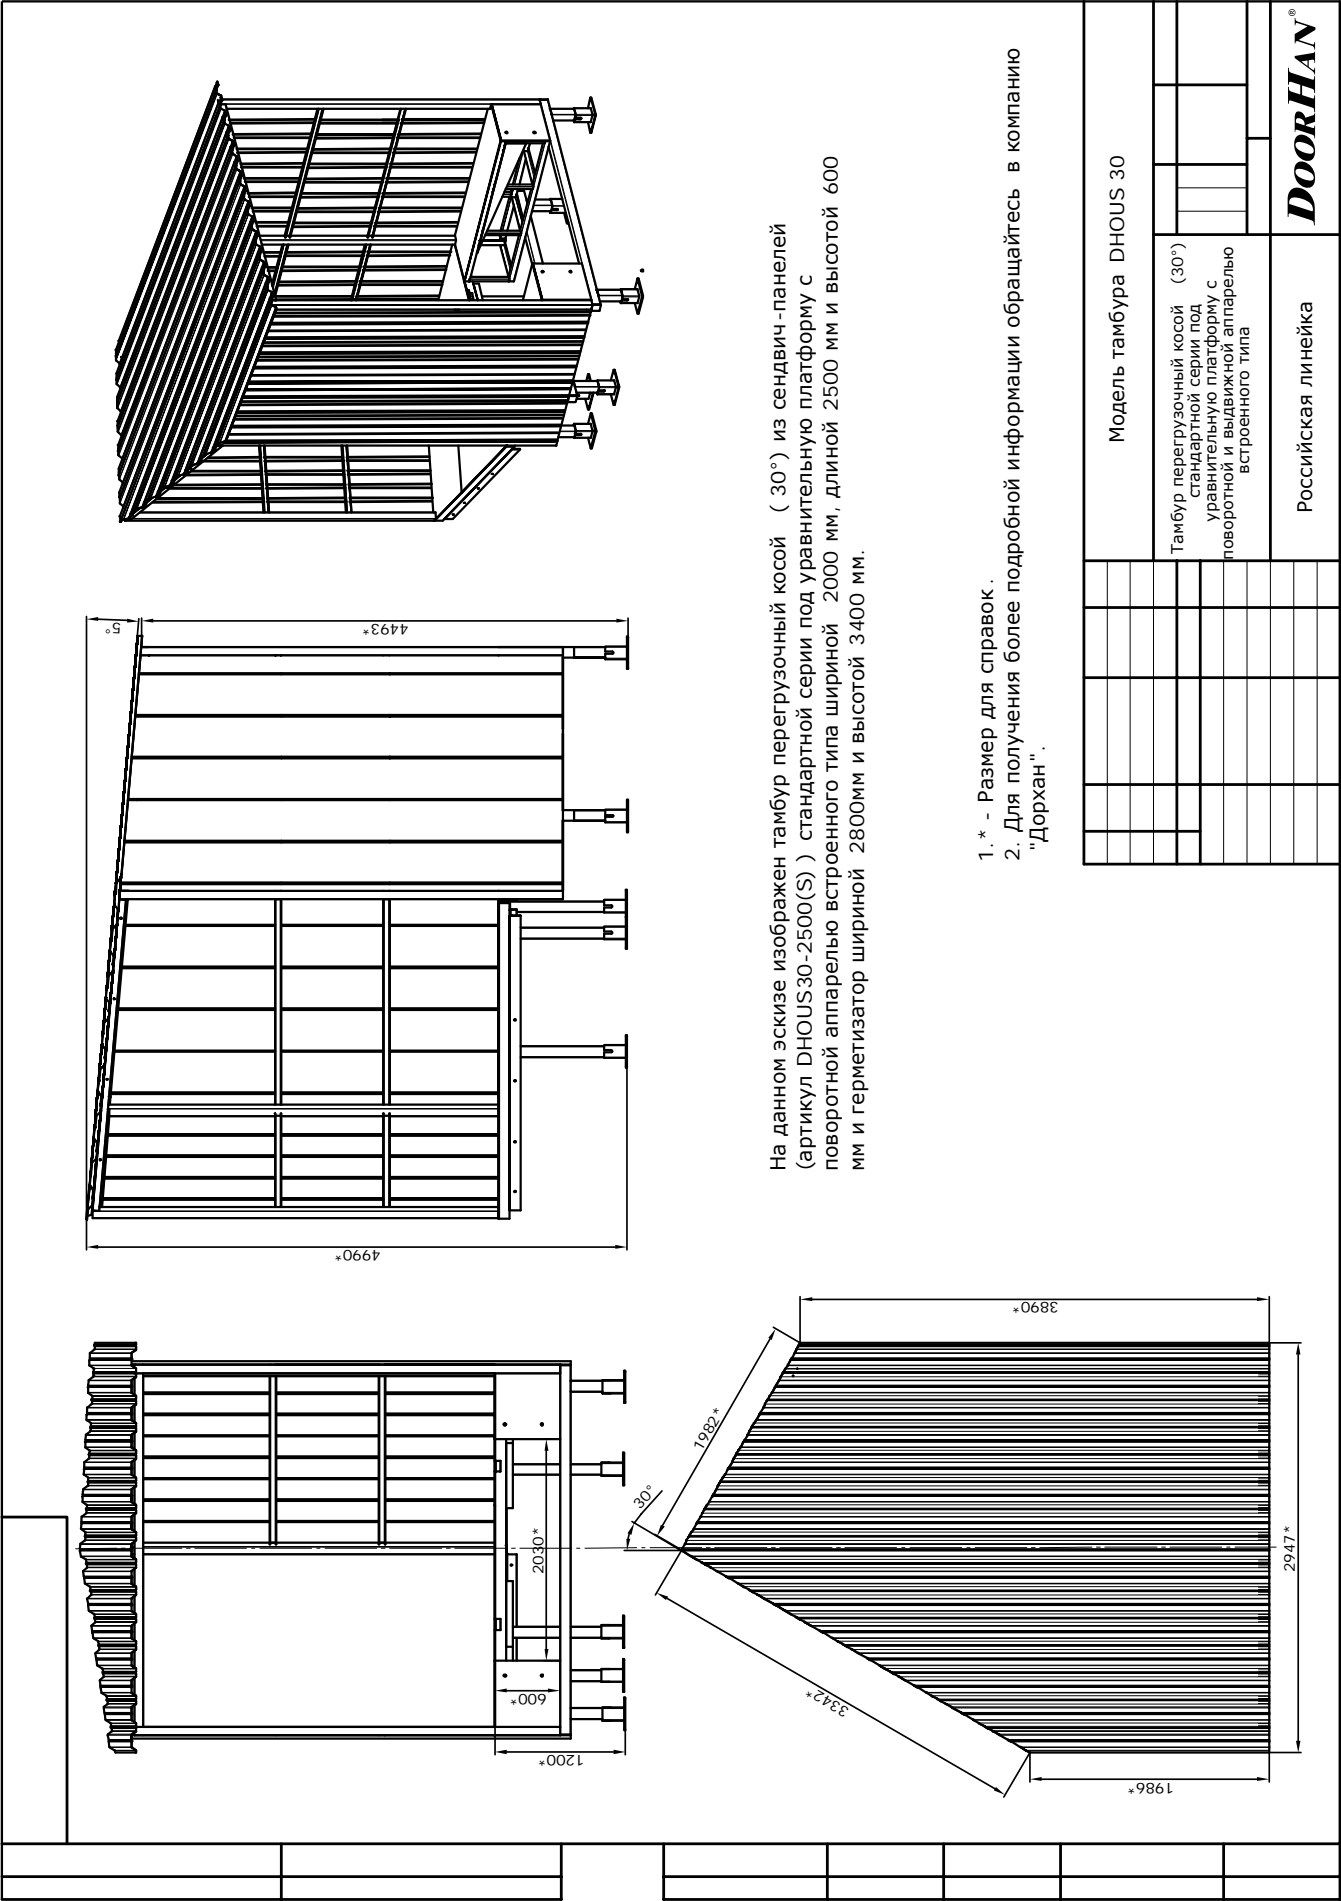 5°
4493*
4990*
600*
2030*
1200*
30°
1982*
3342*
3890*
1986*
2947*
На данном эскизе изображен тамбур перегрузочный косой ( 30°) из сендвич-панелей
(артикул DHOUS30-2500(S) ) стандартной серии под уравнительную платформу с
поворотной аппарелью встроенного типа шириной 2000 мм, длиной 2500 мм и высотой 600
мм и герметизатор шириной 2800мм и высотой 3400 мм.
1. * - Размер для справок.
2. Для получения более подробной информации обращайтесь в компанию
"Дорхан".
Модель тамбура DHOUS 30
Тамбур перегрузочный косой (30°)
стандартной серии под
уравнительную платформу с
поворотной и выдвижной аппарелью
встроенного типа
Российская линейка
DOORHAN®